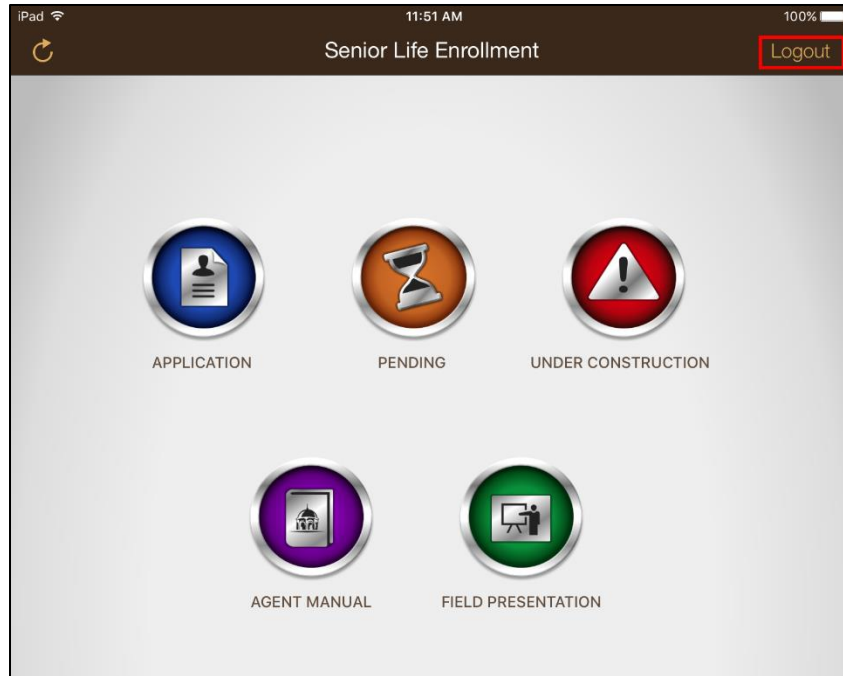 iPad 11:51 AM 100%
Senior Life Enrollment Logout
APPLICATION PENDING UNDER CONSTRUCTION
AGENT MANUAL FIELD PRESENTATION